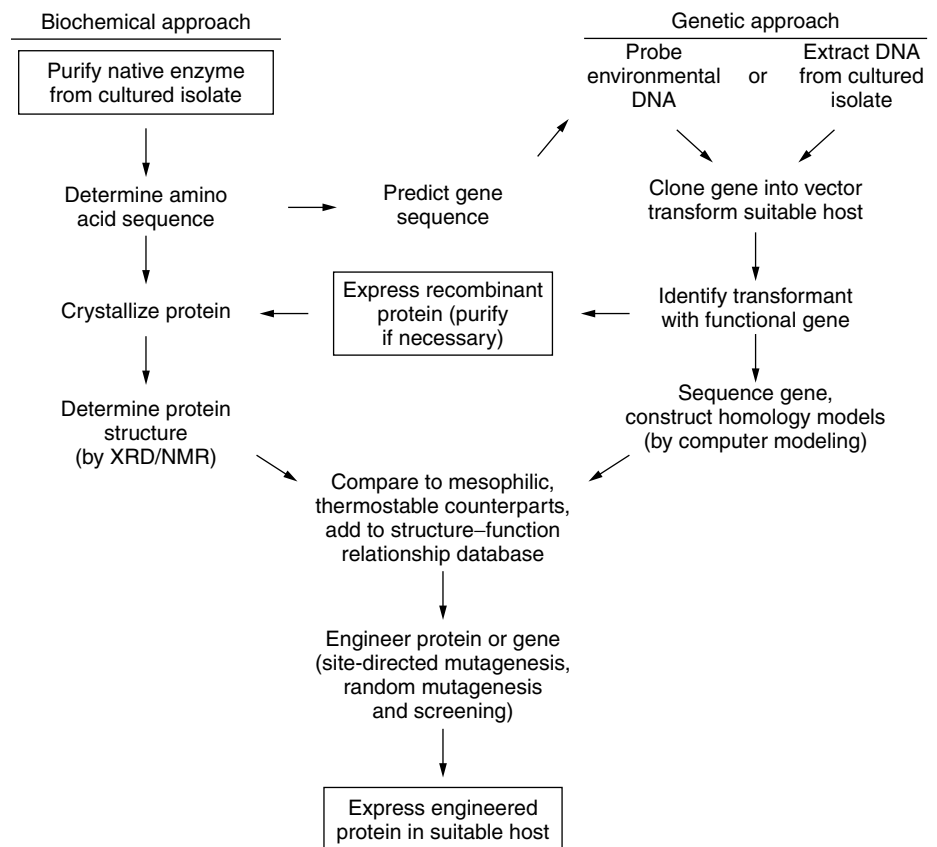 Biochemical approach
Purify native enzyme
from cultured isolate
Determine amino
acid sequence
Crystallize protein
Determine protein
structure
(by XRD/NMR)
Predict gene
sequence
Express recombinant
protein (purify
if necessary)
Genetic approach
Probe
environmental
DNA
or
Extract DNA
from cultured
isolate
Clone gene into vector
transform suitable host
Identify transformant
with functional gene
Sequence gene,
construct homology models
(by computer modeling)
Compare to mesophilic,
thermostable counterparts,
add to structure–function
relationship database
Engineer protein or gene
(site-directed mutagenesis,
random mutagenesis
and screening)
Express engineered
protein in suitable host